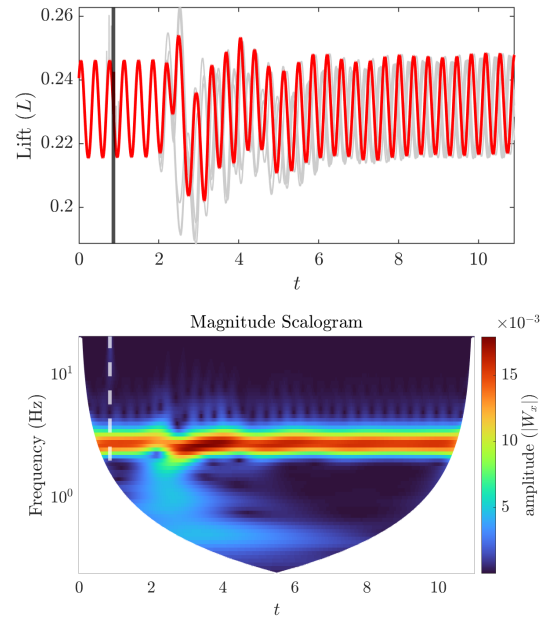 0.26
0.24
0.22
0.2
Lift (L)
0 2 4 6 8 10
t
Magnitude Scalogram
×10⁻³
10¹
10⁰
Frequency (Hz)
15
10
5
amplitude (|Wₓ|)
0 2 4 6 8 10
t